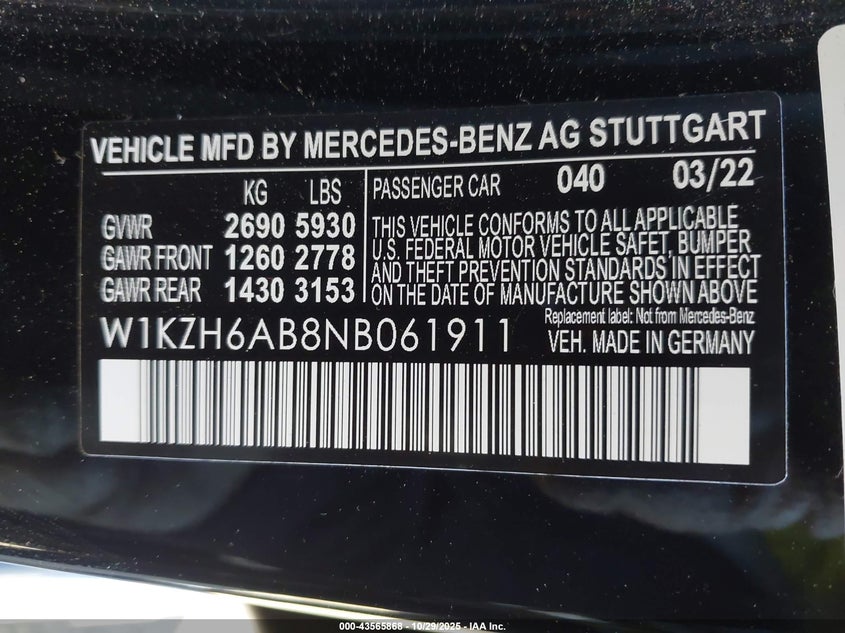 VEHICLE MFD BY MERCEDES-BENZ AG STUTTGART
KG LBS
GVWR 2690 5930
GAWR FRONT 1260 2778
GAWR REAR 1430 3153
PASSENGER CAR 040 03/22
THIS VEHICLE CONFORMS TO ALL APPLICABLE
U.S. FEDERAL MOTOR VEHICLE SAFET, BUMPER
AND THEFT PREVENTION STANDARDS IN EFFECT
ON THE DATE OF MANUFACTURE SHOWN ABOVE
Replacement label: Not from Mercedes-Benz
W1KZH6AB8NB061911 VEH. MADE IN GERMANY
000-43565868 - 10/29/2025 - IAA Inc.